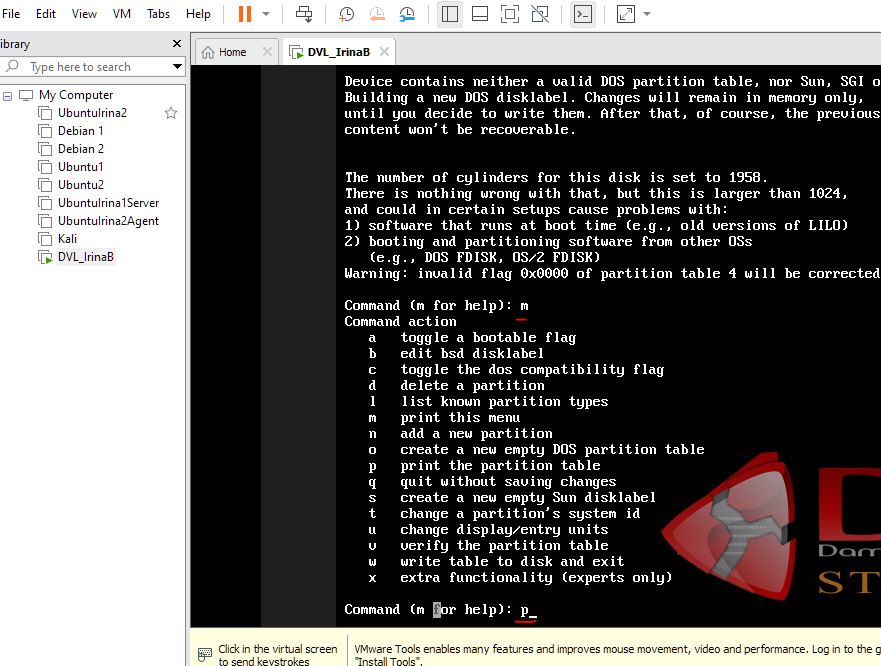 File Edit View VM Tabs Help
ibrary
Type here to search
My Computer
UbuntuIrina2
Debian 1
Debian 2
Ubuntu1
Ubuntu2
UbuntuIrina1Server
UbuntuIrina2Agent
Kali
DVL_IrinaB
Home
DVL_IrinaB
Device contains neither a valid DOS partition table, nor Sun, SGI o
Building a new DOS disklabel. Changes will remain in memory only,
until you decide to write them. After that, of course, the previous
content won't be recoverable.
The number of cylinders for this disk is set to 1958.
There is nothing wrong with that, but this is larger than 1024,
and could in certain setups cause problems with:
1) software that runs at boot time (e.g., old versions of LILO)
2) booting and partitioning software from other OSs
(e.g., DOS FDISK, OS/2 FDISK)
Warning: invalid flag 0x0000 of partition table 4 will be corrected
Command (m for help): m
Command action
a toggle a bootable flag
b edit bsd disklabel
c toggle the dos compatibility flag
d delete a partition
l list known partition types
m print this menu
n add a new partition
o create a new empty DOS partition table
p print the partition table
q quit without saving changes
s create a new empty Sun disklabel
t change a partition's system id
u change display/entry units
v verify the partition table
w write table to disk and exit
x extra functionality (experts only)
Command (m for help): p_
D
Dam
ST
Click in the virtual screen
to send keystrokes
VMware Tools enables many features and improves mouse movement, video and performance. Log in to the g
"Install Tools".